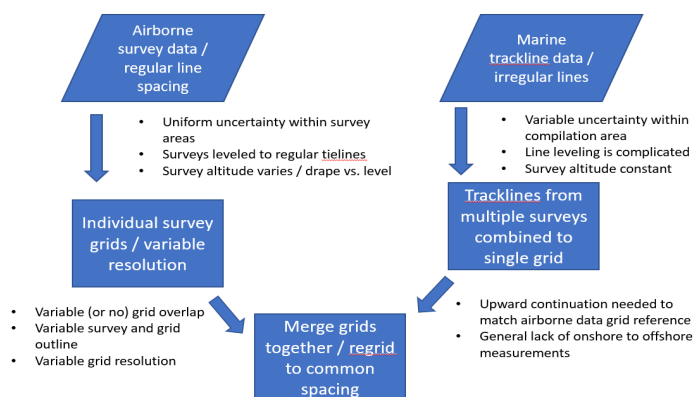 Airborne
survey data /
regular line
spacing
Marine
trackline data /
irregular lines
• Uniform uncertainty within survey
areas
• Surveys leveled to regular tielines
• Survey altitude varies / drape vs. level
• Variable uncertainty within
compilation area
• Line leveling is complicated
• Survey altitude constant
Individual survey
grids / variable
resolution
Tracklines from
multiple surveys
combined to
single grid
• Variable (or no) grid overlap
• Variable survey and grid
outline
• Variable grid resolution
• Upward continuation needed to
match airborne data grid reference
• General lack of onshore to offshore
measurements
Merge grids
together / regrid
to common
spacing